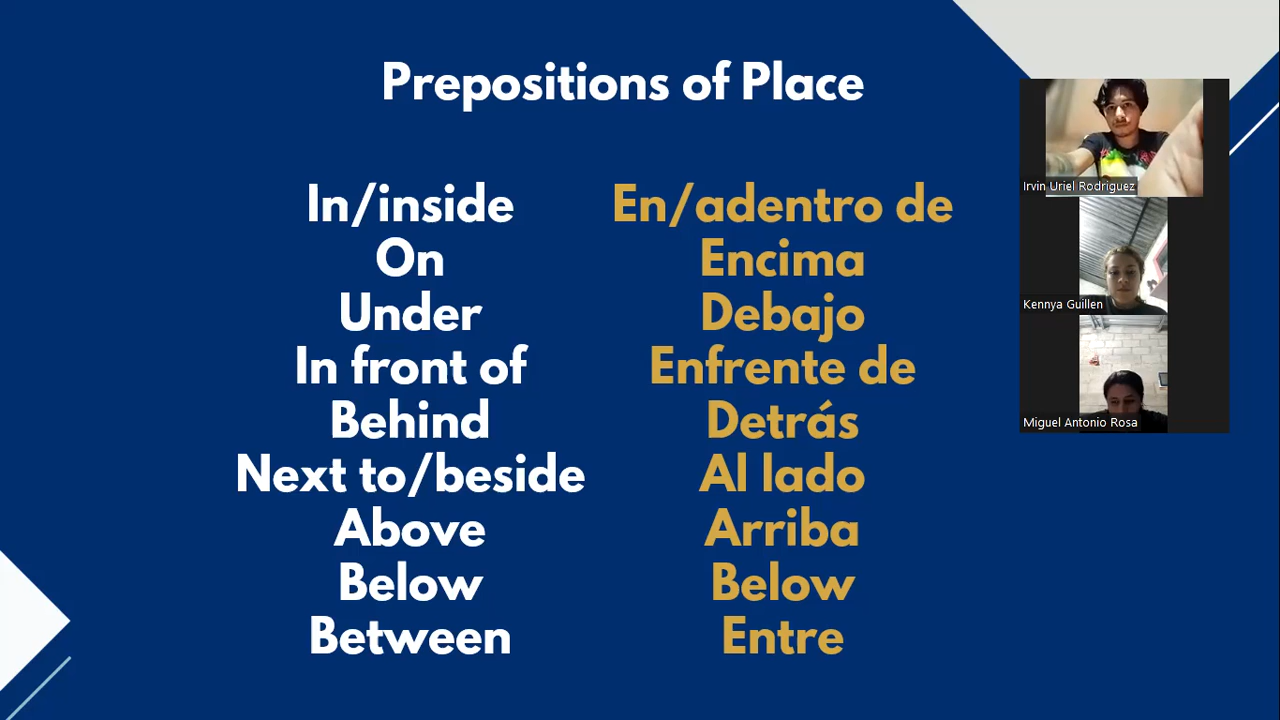 Prepositions of Place
In/inside
On
Under
In front of
Behind
Next to/beside
Above
Below
Between
En/adentro de
Encima
Debajo
Enfrente de
Detrás
Al lado
Arriba
Below
Entre
Irvin Uriel Rodriguez
Kennya Guillen
Miguel Antonio Rosa